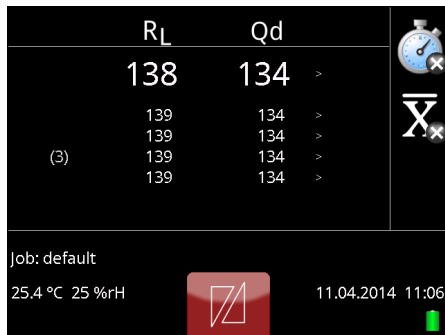 RL Qd
138 134 >
139 134 >
139 134 >
(3) 139 134 >
139 134 >
X
Job: default
25.4 °C 25 %rH 11.04.2014 11:06